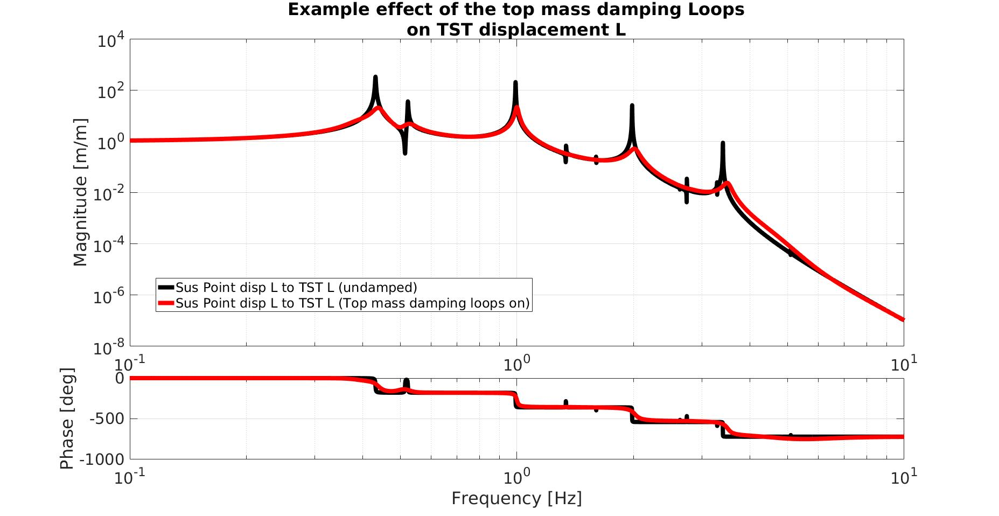 Example effect of the top mass damping Loops
on TST displacement L
Magnitude [m/m]
10^4
10^2
10^0
10^-2
10^-4
10^-6
10^-8
Sus Point disp L to TST L (undamped)
Sus Point disp L to TST L (Top mass damping loops on)
10^-1 10^0 10^1
Phase [deg]
0
-500
-1000
10^-1 10^0 10^1
Frequency [Hz]